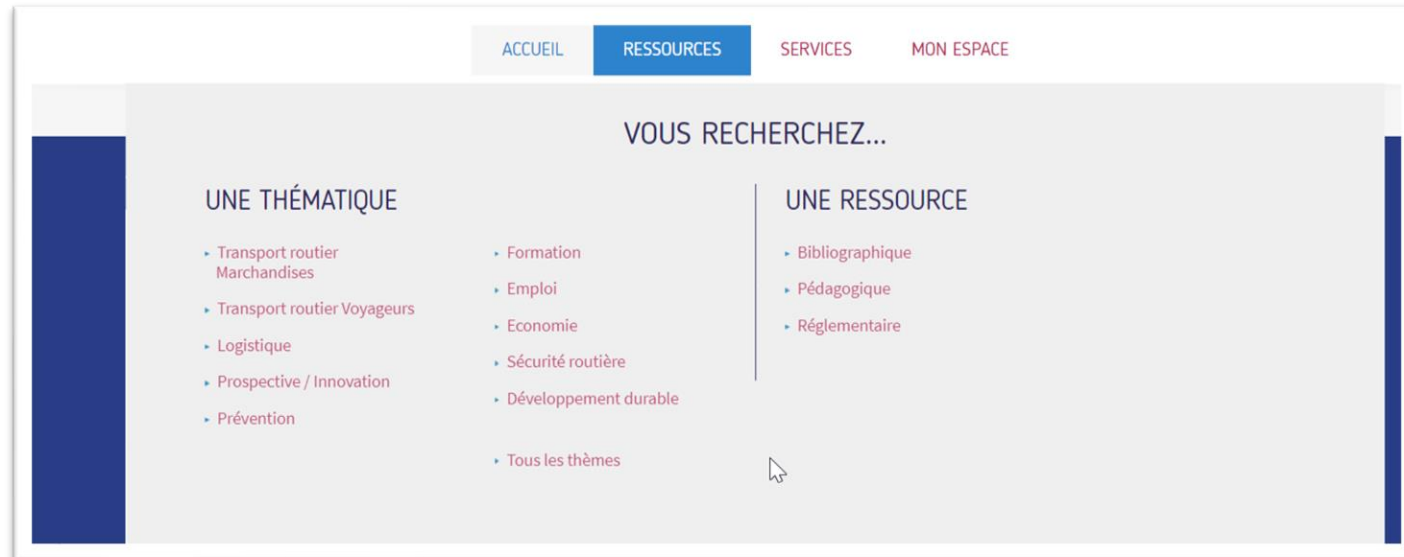 ACCUEIL
RESSOURCES
SERVICES
MON ESPACE
VOUS RECHERCHEZ...
UNE THÉMATIQUE
Transport routier
Marchandises
Transport routier Voyageurs
Logistique
Prospective / Innovation
Prévention
Formation
Emploi
Economie
Sécurité routière
Développement durable
Tous les thèmes
UNE RESSOURCE
Bibliographique
Pédagogique
Réglementaire